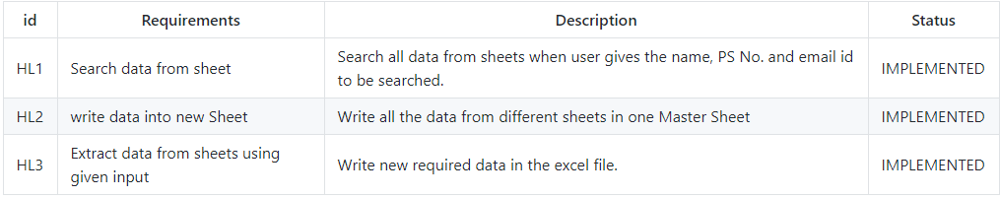 id Requirements Description Status
HL1 Search data from sheet Search all data from sheets when user gives the name, PS No. and email id to be searched. IMPLEMENTED
HL2 write data into new Sheet Write all the data from different sheets in one Master Sheet IMPLEMENTED
HL3 Extract data from sheets using given input Write new required data in the excel file. IMPLEMENTED